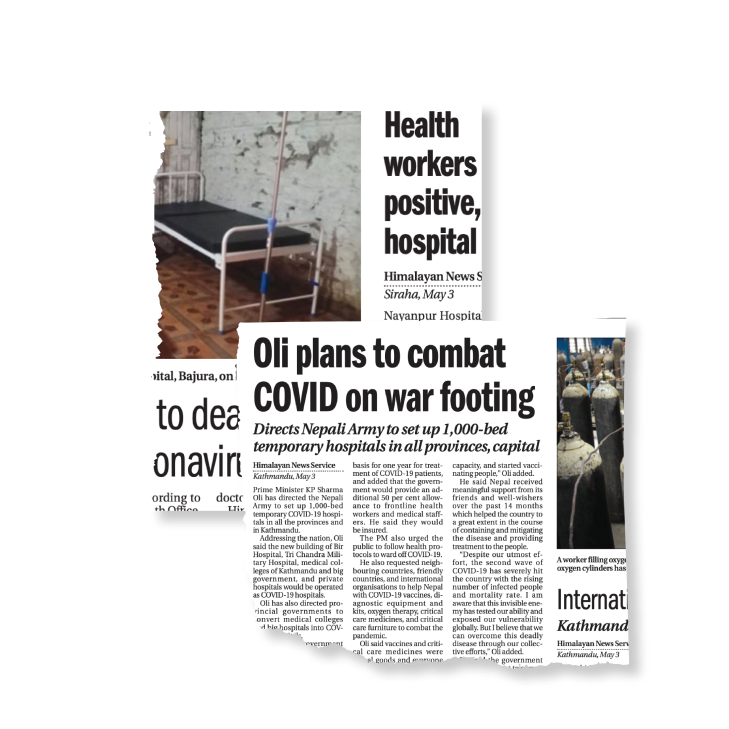 Health
workers
positive,
hospital
Himalayan News S
Siraha, May 3
Nayanpur Hospita
pital, Bajura, on
to dea
onaviru
ording to doct
th Office
Oli plans to combat
COVID on war footing
Directs Nepali Army to set up 1,000-bed
temporary hospitals in all provinces, capital
Himalayan News Service
Kathmandu, May 3
Prime Minister KP Sharma
Oli has directed the Nepali
Army to set up 1,000-bed
temporary COVID-19 hospi-
tals in all the provinces and
in Kathmandu.
Addressing the nation, Oli
said the new building of Bir
Hospital, Tri Chandra Mili-
tary Hospital, medical col-
leges of Kathmandu and big
government, and private
hospitals would be operated
as COVID-19 hospitals.
Oli has also directed pro-
vincial governments to
convert medical colleges
and big hospitals into COV-
basis for one year for treat-
ment of COVID-19 patients,
and added that the govern-
ment would provide an ad-
ditional 50 per cent allow-
ance to frontline health
workers and medical staff-
ers. He said they would
be insured.
The PM also urged the
public to follow health pro-
tocols to ward off COVID-19.
He also requested neigh-
bouring countries, friendly
countries, and international
organisations to help Nepal
with COVID-19 vaccines, di-
agnostic equipment and
kits, oxygen therapy, critical
care medicines, and critical
care furniture to combat the
pandemic.
Oli said vaccines and criti-
cal care medicines were
goods and everyone
capacity, and started vacci-
nating people," Oli added.
He said Nepal received
meaningful support from its
friends and well-wishers
over the past 14 months
which helped the country to
a great extent in the course
of containing and mitigating
the disease and providing
treatment to the people.
"Despite our utmost ef-
fort, the second wave of
COVID-19 has severely hit
the country with the rising
number of infected people
and mortality rate. I am
aware that this invisible ene-
my has tested our ability and
exposed our vulnerability
globally. But I believe that we
can overcome this deadly
disease through our collec-
tive efforts," Oli added.
the government
A worker filling oxyge
oxygen cylinders has
Internati
Kathmand
Himalayan News Serv
Kathmandu, May 3